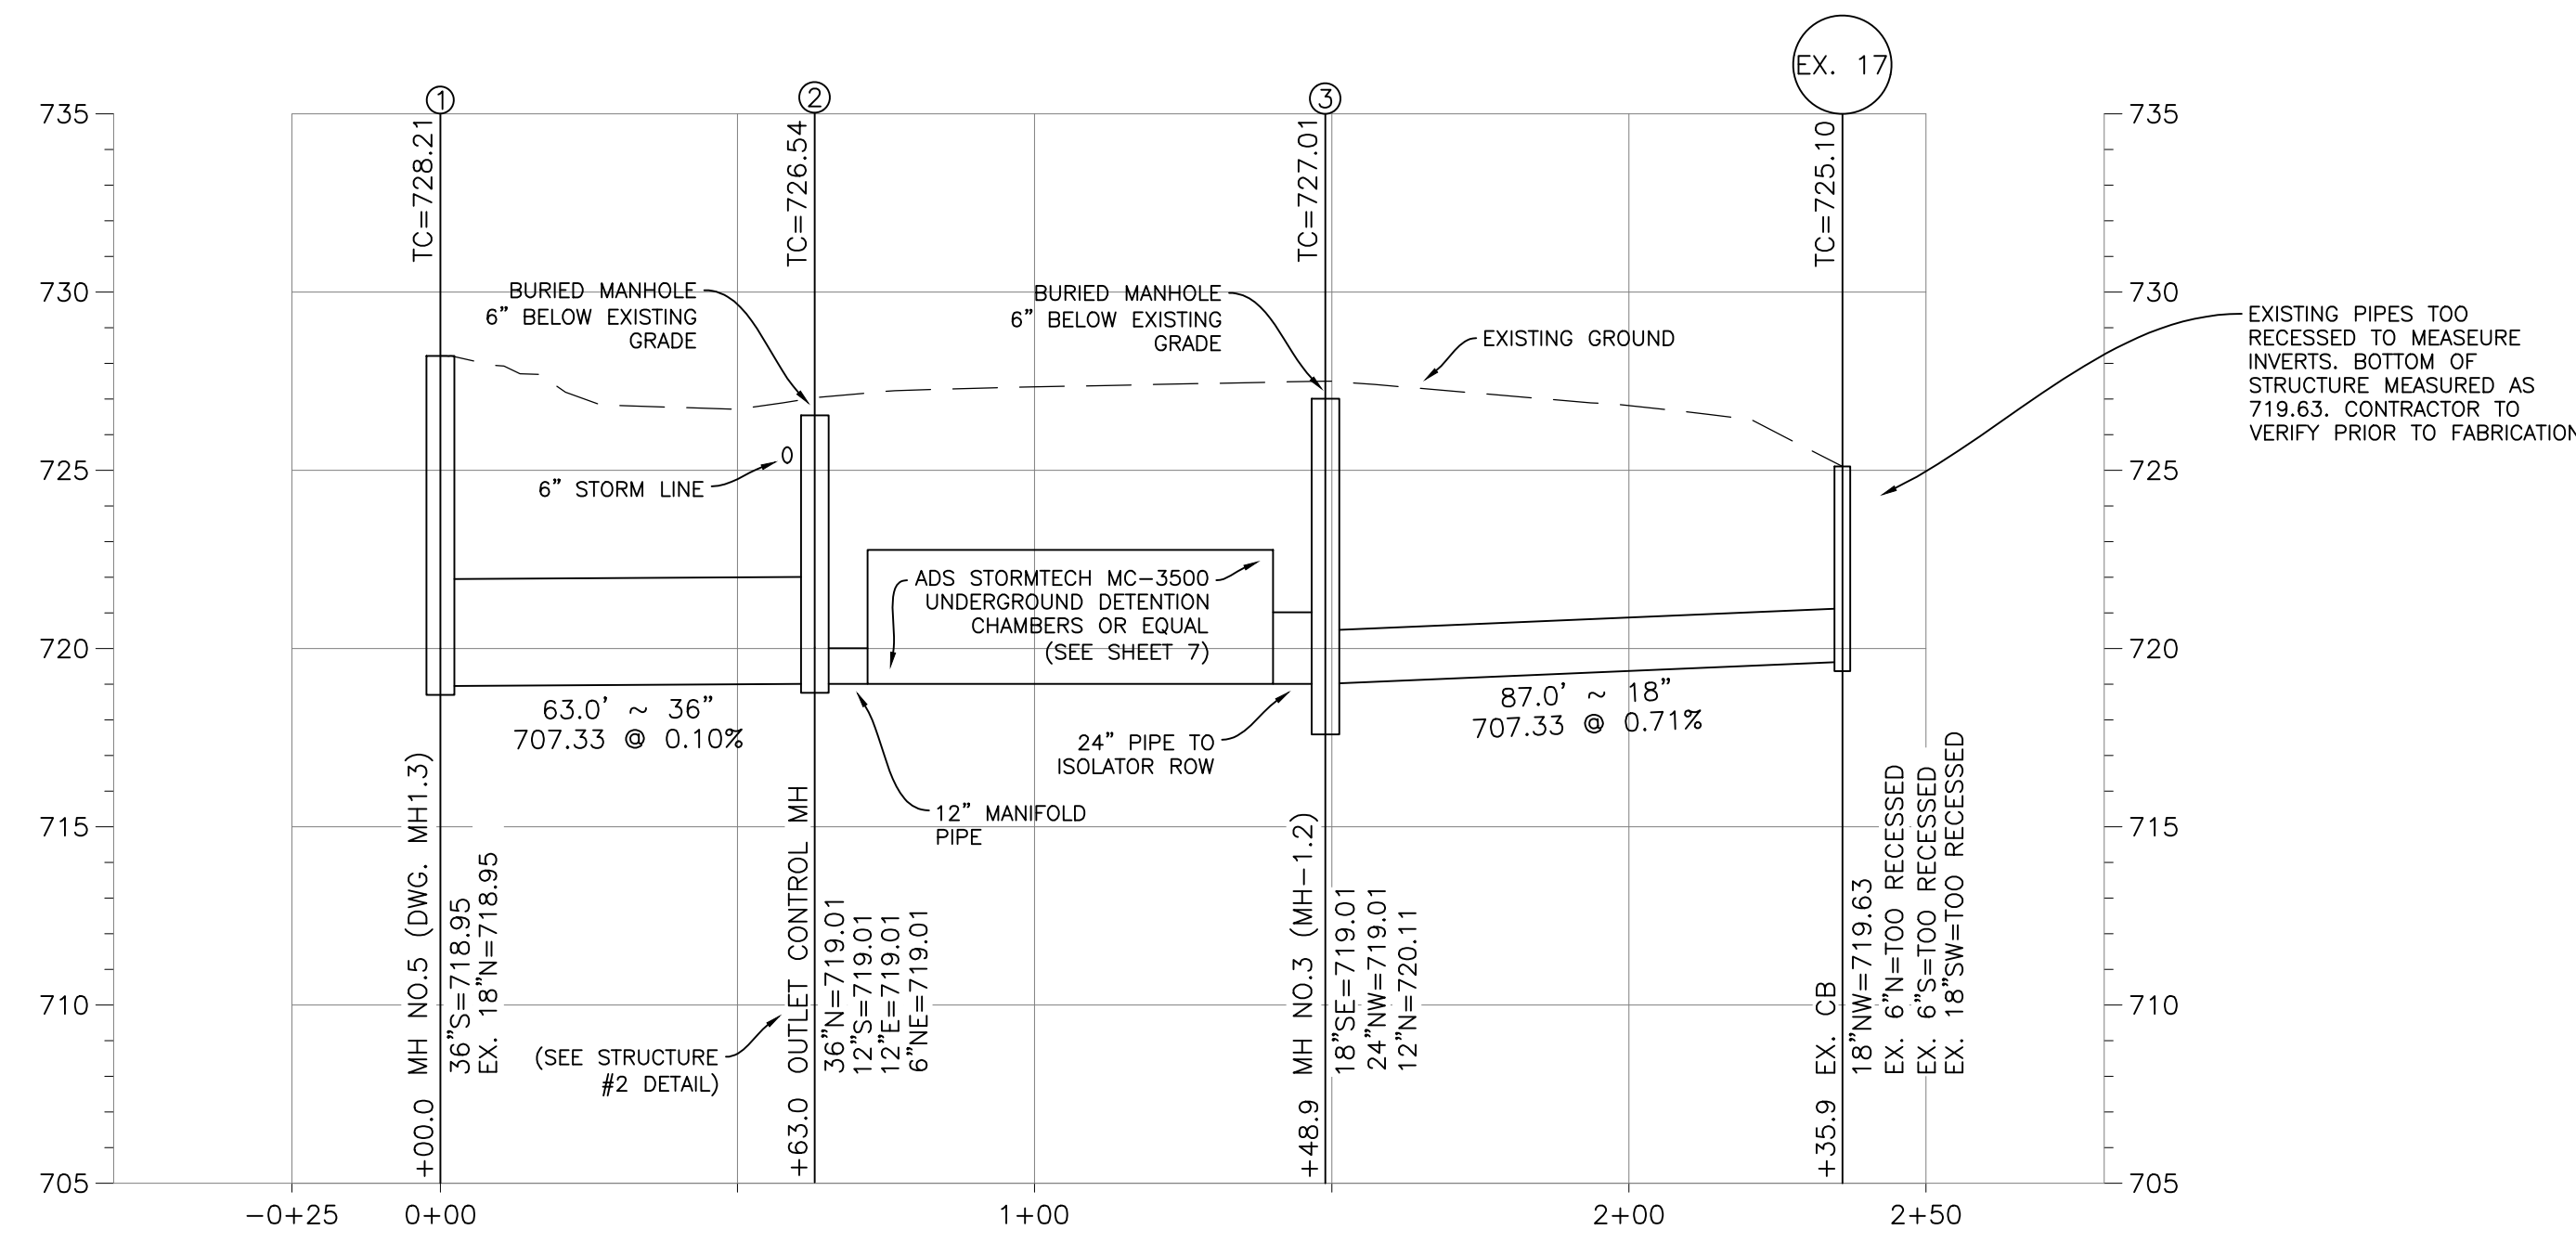 EX. 17
1
2
3
735
730
725
720
715
710
705
TC=728.21
TC=726.54
TC=727.01
TC=725.10
BURIED MANHOLE
6" BELOW EXISTING
GRADE
BURIED MANHOLE
6" BELOW EXISTING
GRADE
EXISTING GROUND
EXISTING PIPES TOO
RECESSED TO MEASEURE
INVERTS. BOTTOM OF
STRUCTURE MEASURED AS
719.63. CONTRACTOR TO
VERIFY PRIOR TO FABRICATION
6" STORM LINE
ADS STORMTECH MC-3500
UNDERGROUND DETENTION
CHAMBERS OR EQUAL
(SEE SHEET 7)
63.0' ~ 36"
707.33 @ 0.10%
87.0' ~ 18"
707.33 @ 0.71%
24" PIPE TO
ISOLATOR ROW
12" MANIFOLD
PIPE
(SEE STRUCTURE
#2 DETAIL)
+00.0 MH NO.5 (DWG. MH1.3)
36"S=718.95
EX. 18"N=718.95
+63.0 OUTLET CONTROL MH
36"N=719.01
12"S=719.01
12"E=719.01
6"NE=719.01
+48.9 MH NO.3 (MH-1.2)
18"SE=719.01
24"NW=719.01
12"N=720.11
+35.9 EX. CB
18"NW=719.63
EX. 6"N=TOO RECESSED
EX. 6"S=TOO RECESSED
EX. 18"SW=TOO RECESSED
735
730
725
720
715
710
705
-0+25
0+00
1+00
2+00
2+50